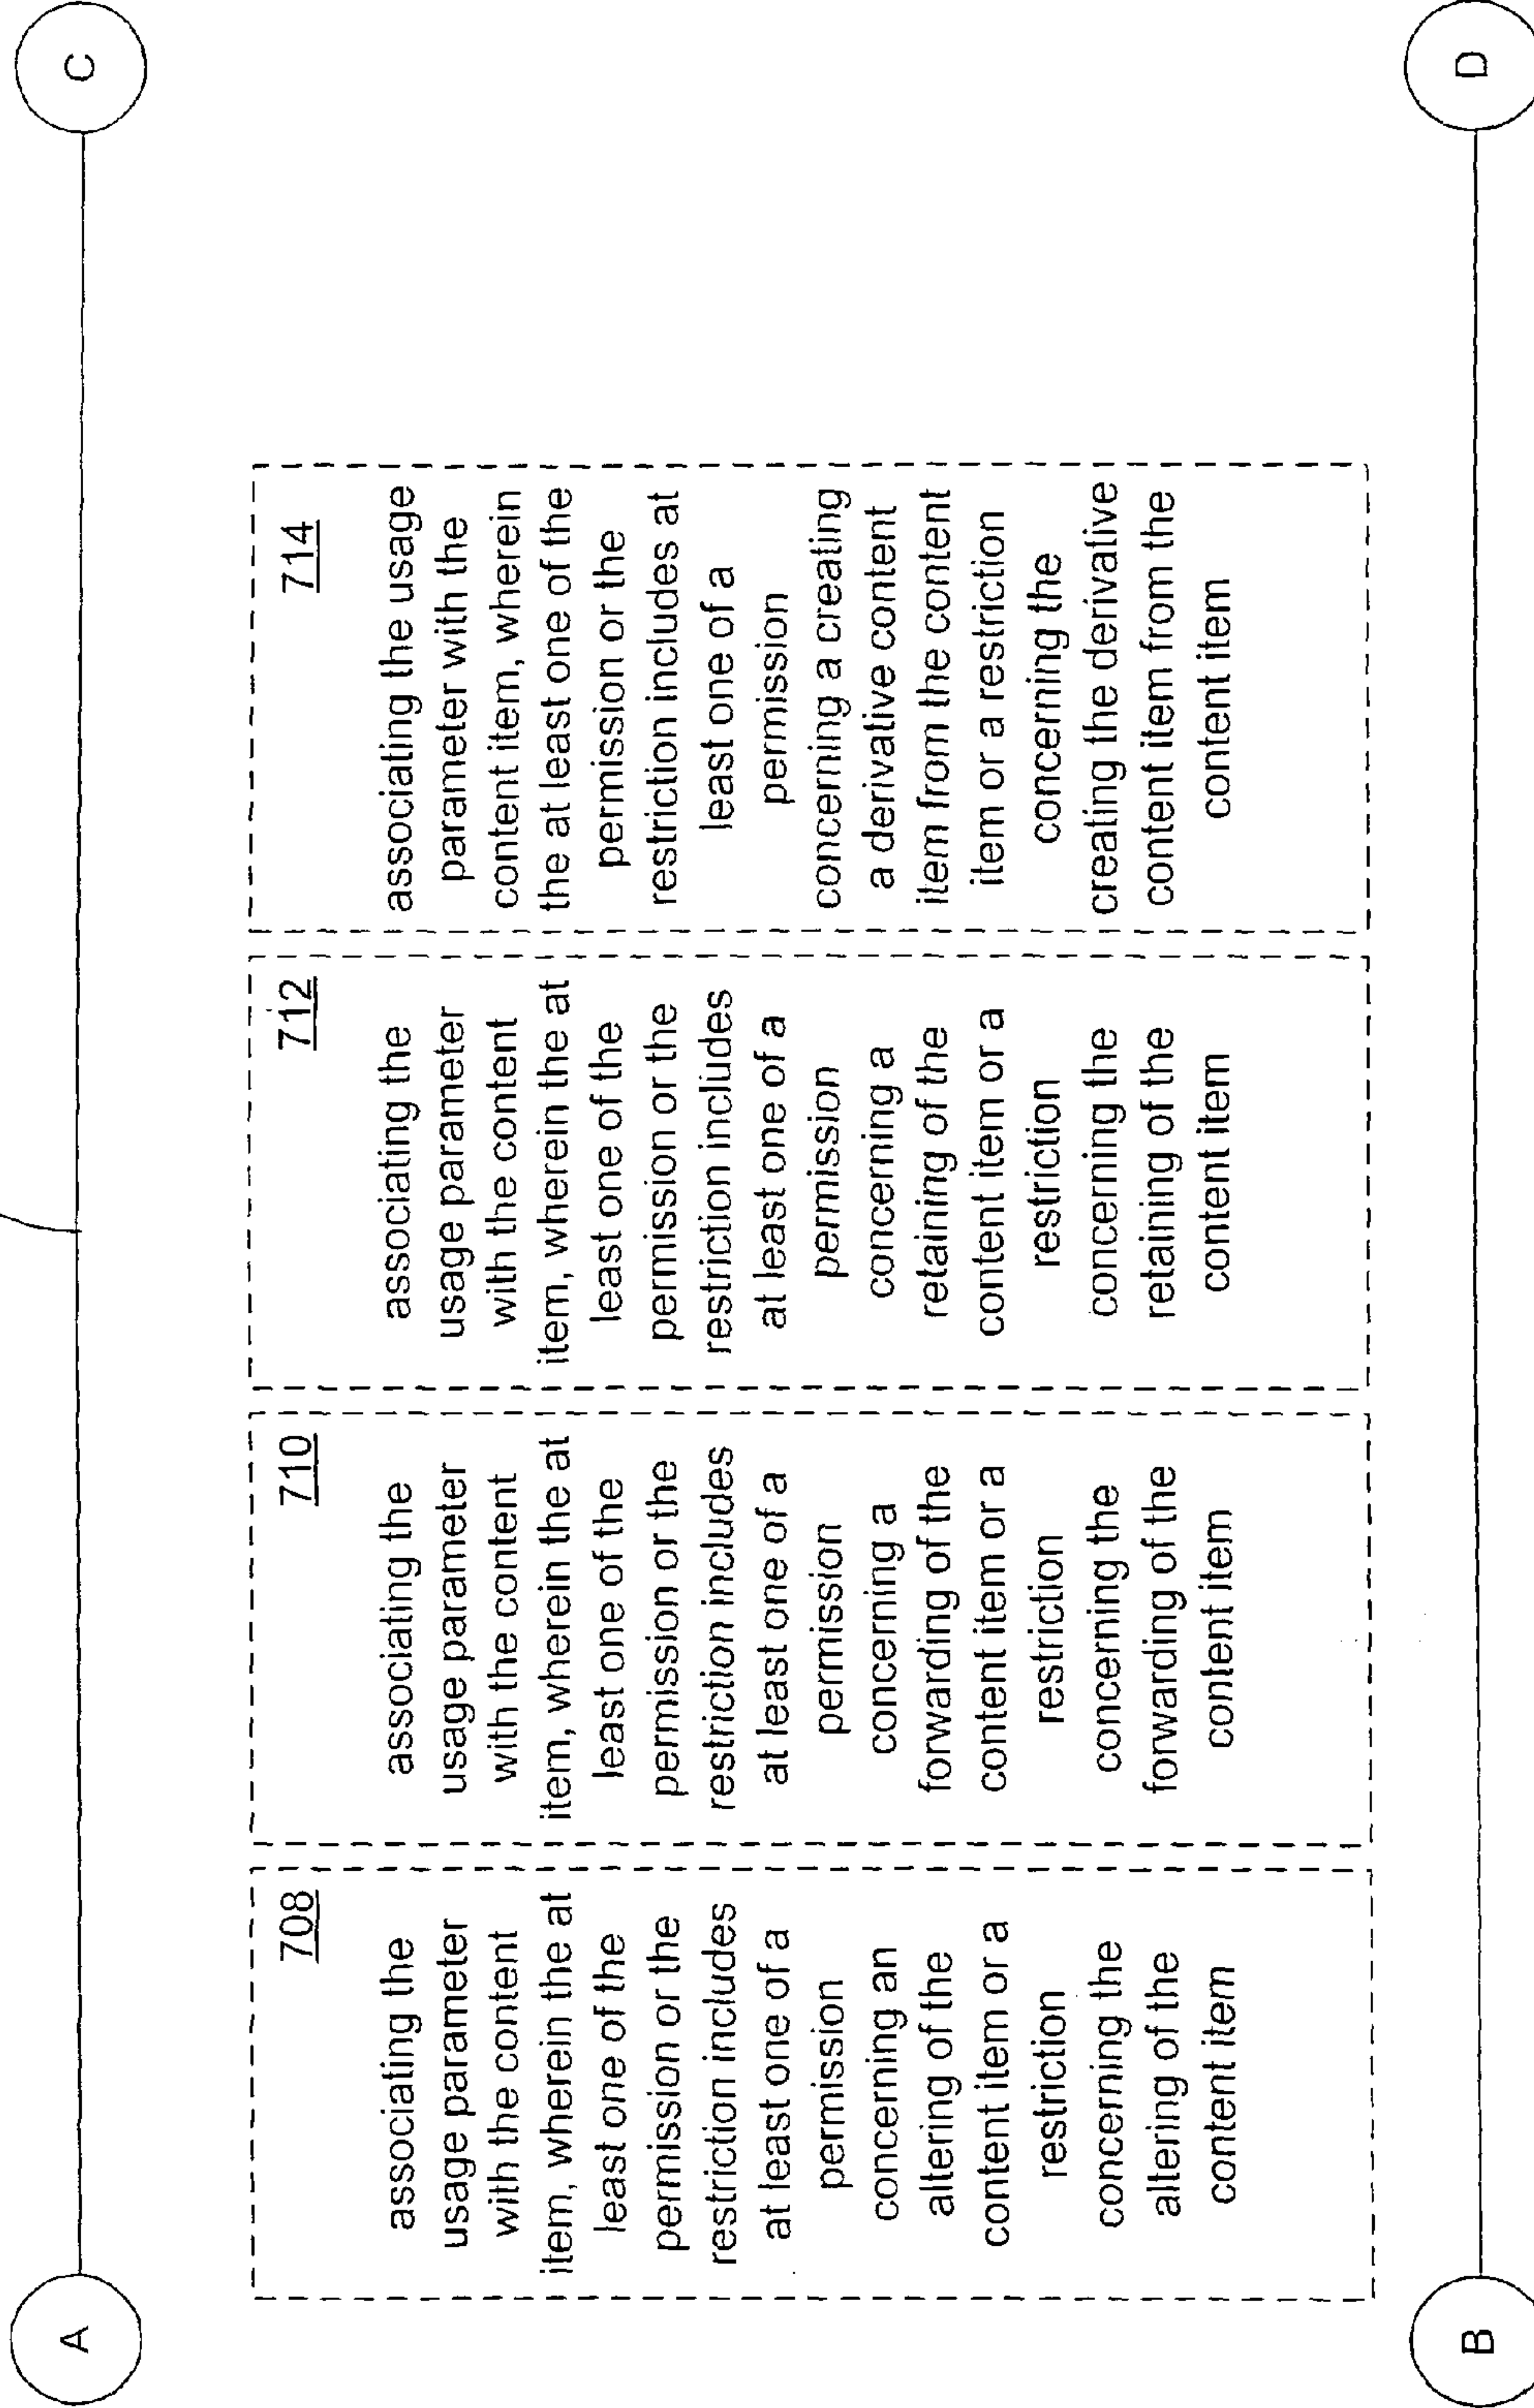 A
C
708
associating the
usage parameter
with the content
item, wherein the at
least one of the
permission or the
restriction includes
at least one of a
permission
concerning an
altering of the
content item or a
restriction
concerning the
altering of the
content item
710
associating the
usage parameter
with the content
item, wherein the at
least one of the
permission or the
restriction includes
at least one of a
permission
concerning a
forwarding of the
content item or a
restriction
concerning the
forwarding of the
content item
712
associating the
usage parameter
with the content
item, wherein the at
least one of the
permission or the
restriction includes
at least one of a
permission
concerning a
retaining of the
content item or a
restriction
concerning the
retaining of the
content item
714
associating the usage
parameter with the
content item, wherein
the at least one of the
permission or the
restriction includes at
least one of a
permission
concerning a creating
a derivative content
item from the content
item or a restriction
concerning the
creating the derivative
content item from the
content item
B
D